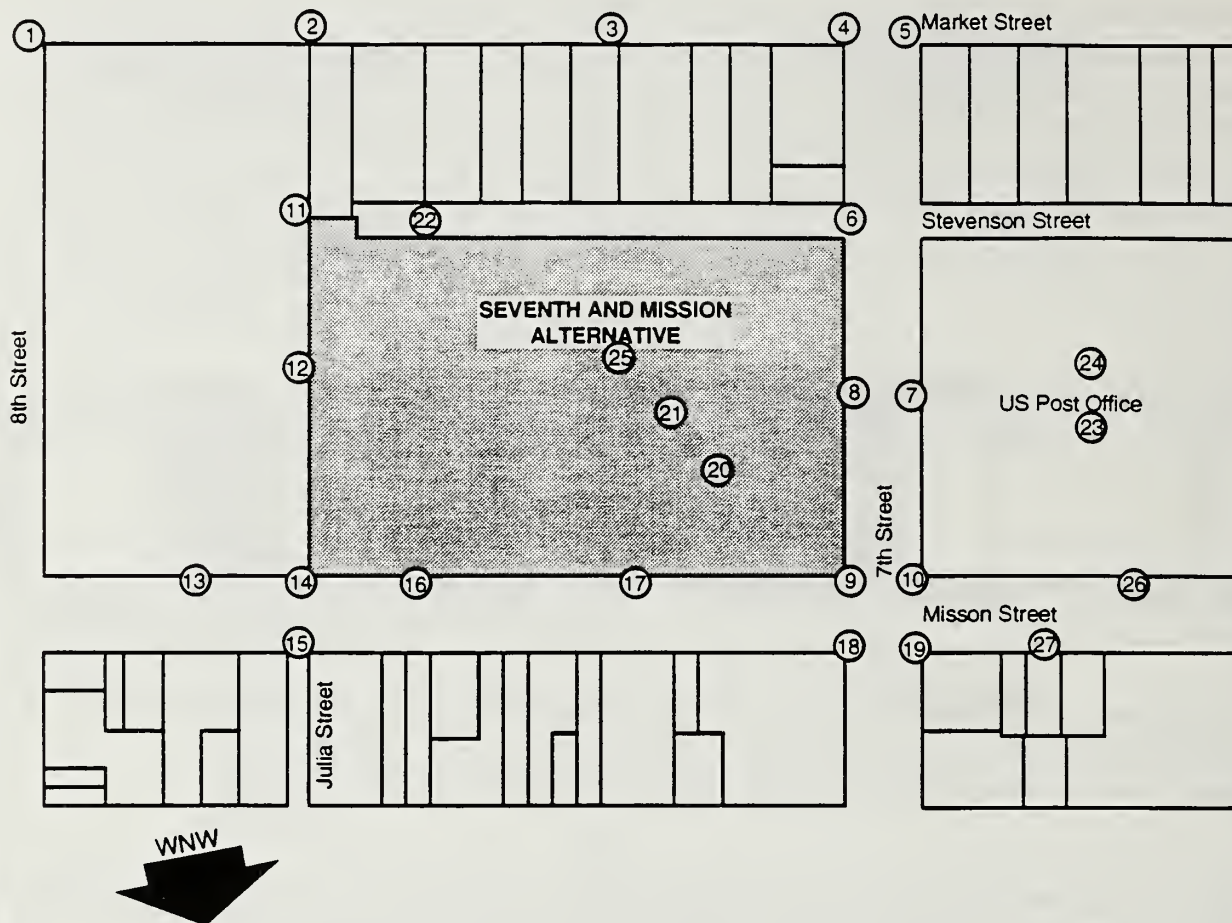 1
2
3
4
5
Market Street
11
22
6
Stevenson Street
SEVENTH AND MISSION
ALTERNATIVE
25
12
8
7
24
US Post Office
21
23
20
8th Street
7th Street
13
14
16
17
9
10
26
Misson Street
15
18
19
27
Julia Street
WNW